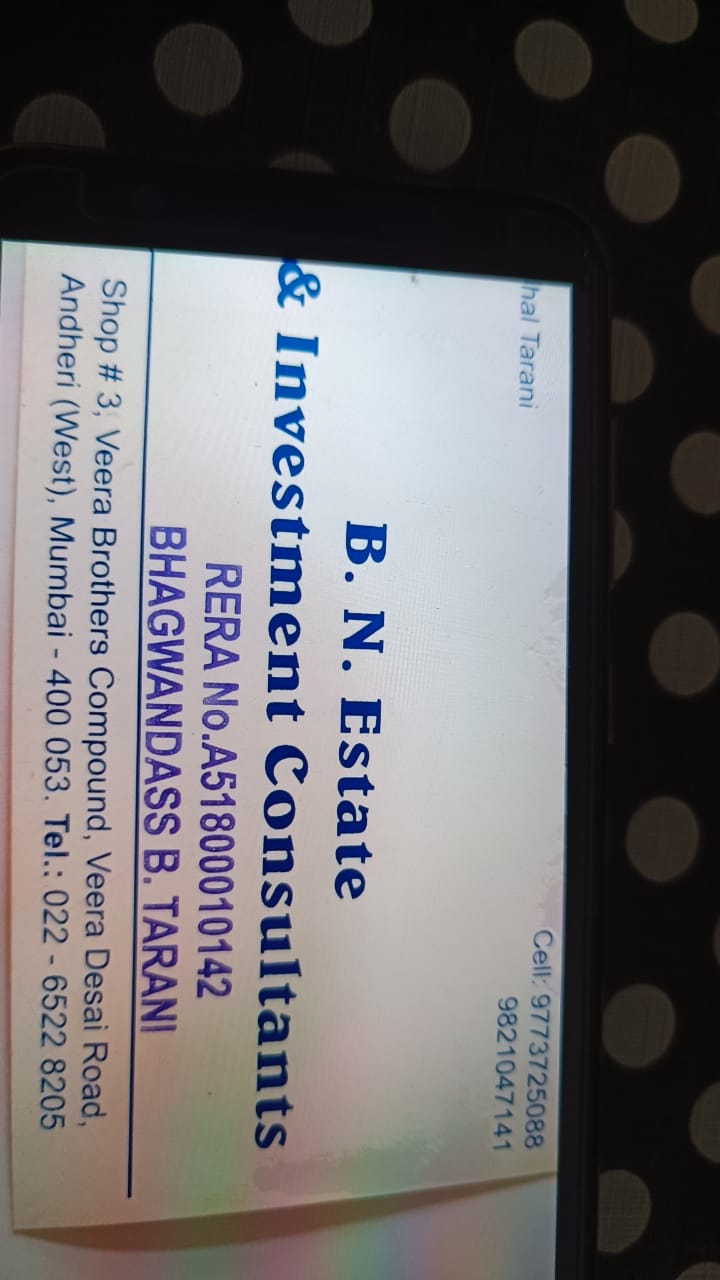 hal Tarani
Cell: 9773725088
9821047141
B. N. Estate
& Investment Consultants
RERA No.A51800010142
BHAGWANDASS B. TARANI
Shop # 3, Veera Brothers Compound, Veera Desai Road,
Andheri (West), Mumbai - 400 053. Tel.: 022 - 6522 8205